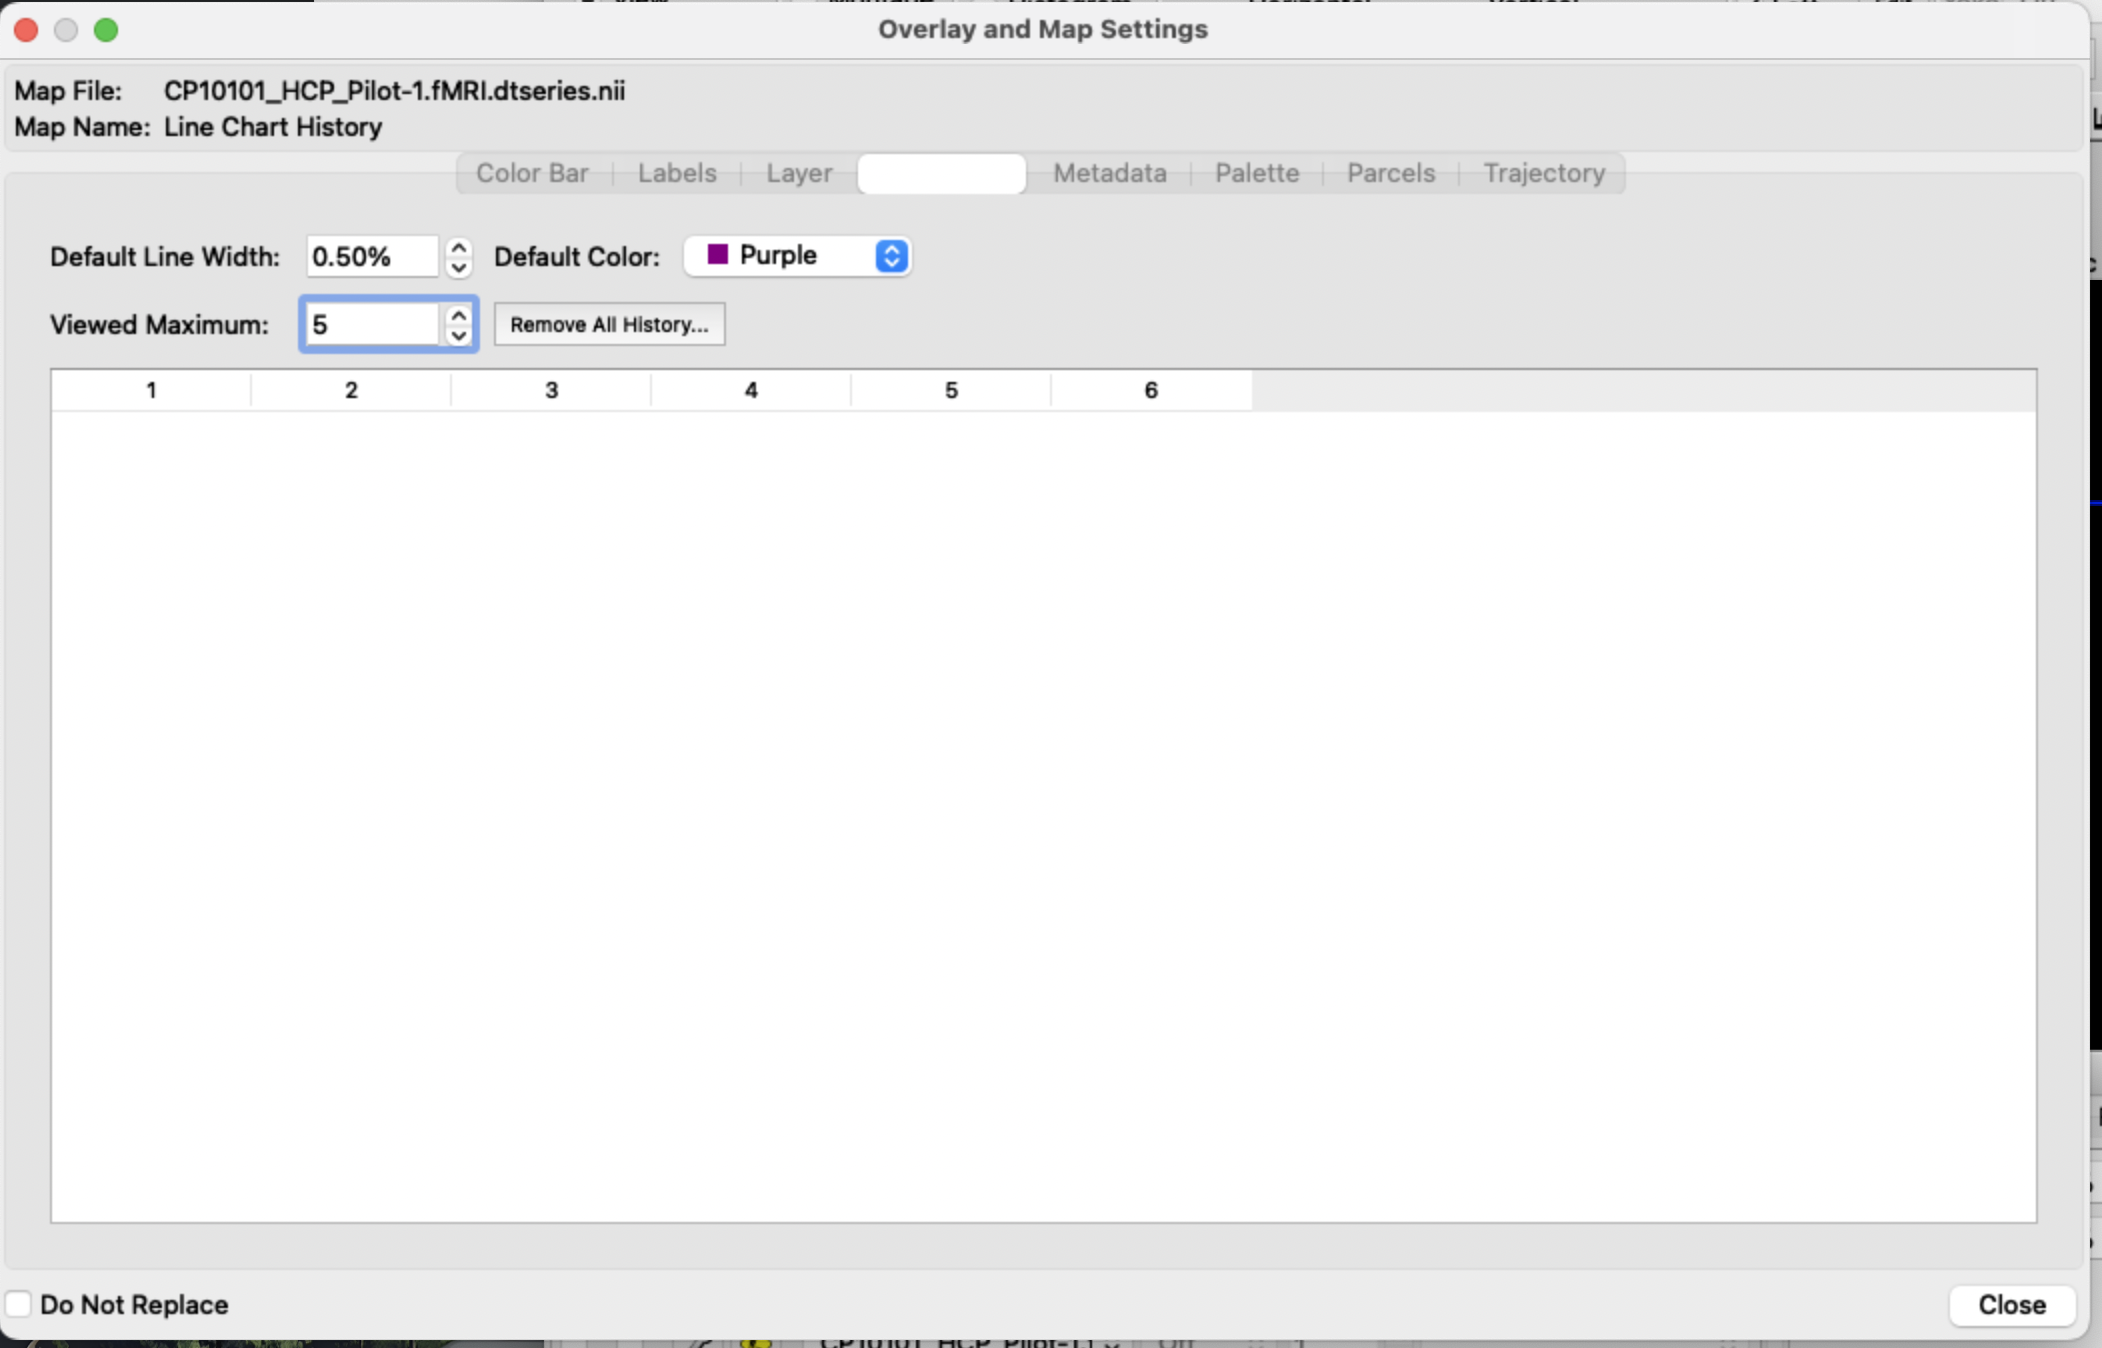 Overlay and Map Settings
Map File: CP10101_HCP_Pilot-1.fMRI.dtseries.nii
Map Name: Line Chart History
Color Bar Labels Layer Metadata Palette Parcels Trajectory
Default Line Width: 0.50% Default Color: Purple
Viewed Maximum: 5 Remove All History...
1 2 3 4 5 6
Do Not Replace
Close